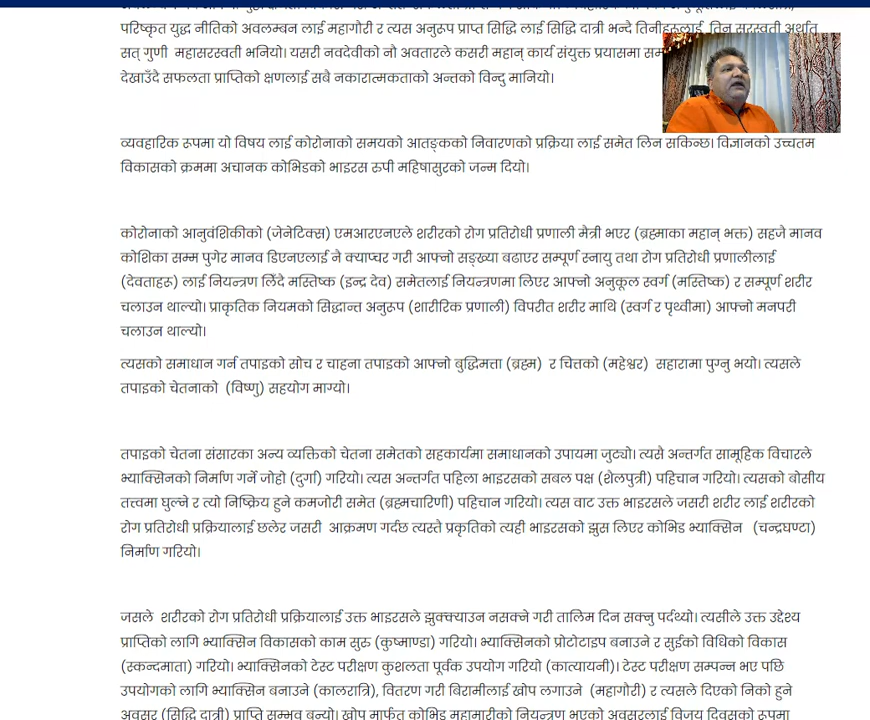 परिष्कृत युद्ध नीतिको अवलम्बन लाई महागोरी र त्यस अनुरूप प्राप्त सिद्धि लाई सिद्धि दात्री भन्दै तिनीहरूलाई तिन सरस्वती अर्थात्
सत् गुणी महासरस्वती भनियो। यसरी नवदेवीको नौ अवतारले कसरी महान् कार्य संयुक्त प्रयासमा
देखाउँदै सफलता प्राप्तिको क्षणलाई सबै नकारात्मकताको अन्तको विन्दु मानियो।
व्यवहारिक रूपमा यो विषय लाई कोरोनाको समयको आतङ्कको निवारणको प्रक्रिया लाई समेत लिन सकिन्छ। विज्ञानको उच्चतम
विकासको क्रममा अचानक कोभिडको भाइरस रुपी महिषासुरको जन्म दियो।
कोरोनाको आनुवंशिकीको (जेनेटिक्स) एमआरएनएले शरीरको रोग प्रतिरोधी प्रणाली मैत्री भएर (ब्रह्माका महान् भक्त) सहजै मानव
कोशिका सम्म पुगेर मानव डिएनएलाई नै क्याप्चर गरी आफ्नो सङ्ख्या बढाएर सम्पूर्ण स्नायु तथा रोग प्रतिरोधी प्रणालीलाई
(देवताहरू) लाई नियन्त्रण लिँदै मस्तिष्क (इन्द्र देव) समेतलाई नियन्त्रणमा लिएर आफ्नो अनुकूल स्वर्ग (मस्तिष्क) र सम्पूर्ण शरीर
चलाउन थाल्यो। प्राकृतिक नियमको सिद्धान्त अनुरूप (शारीरिक प्रणाली) विपरीत शरीर माथि (स्वर्ग र पृथ्वीमा) आफ्नो मनपरी
चलाउन थाल्यो।
त्यसको समाधान गर्न तपाइको सोच र चाहना तपाइको आफ्नो बुद्धिमत्ता (ब्रह्म) र चित्तको (महेश्वर) सहारामा पुग्नु भयो। त्यसले
तपाइको चेतनाको (विष्णु) सहयोग माग्यो।
तपाइको चेतना संसारका अन्य व्यक्तिको चेतना समेतको सहकार्यमा समाधानको उपायमा जुट्यो। त्यसै अन्तर्गत सामूहिक विचारले
भ्याक्सिनको निर्माण गर्ने जोहो (दुर्गा) गरियो। त्यस अन्तर्गत पहिला भाइरसको सबल पक्ष (शैलपुत्री) पहिचान गरियो। त्यसको बोसीय
तत्त्वमा घुल्ने र त्यो निष्क्रिय हुने कमजोरी समेत (ब्रह्मचारिणी) पहिचान गरियो। त्यस वाट उक्त भाइरसले जसरी शरीर लाई शरीरको
रोग प्रतिरोधी प्रक्रियालाई छलेर जसरी आक्रमण गर्दछ त्यस्तै प्रकृतिको त्यही भाइरसको झुस लिएर कोभिड भ्याक्सिन (चन्द्रघण्टा)
निर्माण गरियो।
जसले शरीरको रोग प्रतिरोधी प्रक्रियालाई उक्त भाइरसले झुक्क्याउन नसक्ने गरी तालिम दिन सक्नु पर्दथ्यो। त्यसीले उक्त उद्देश्य
प्राप्तिको लागि भ्याक्सिन विकासको काम सुरु (कुष्माण्डा) गरियो। भ्याक्सिनको प्रोटोटाइप बनाउने र सुईको विधिको विकास
(स्कन्दमाता) गरियो। भ्याक्सिनको टेस्ट परीक्षण कुशलता पूर्वक उपयोग गरियो (कात्यायनी)। टेस्ट परीक्षण सम्पन्न भए पछि
उपयोगको लागि भ्याक्सिन बनाउने (कालरात्रि), वितरण गरी बिरामीलाई खोप लगाउने (महागौरी) र त्यसले दिएको निको हुने
अवसर (सिद्धि दात्री) प्राप्ति सम्भव बन्यो। खोप मार्फत कोभिड महामारीको नियन्त्रण भएको अवसरलाई विजय दिवसको रूपमा